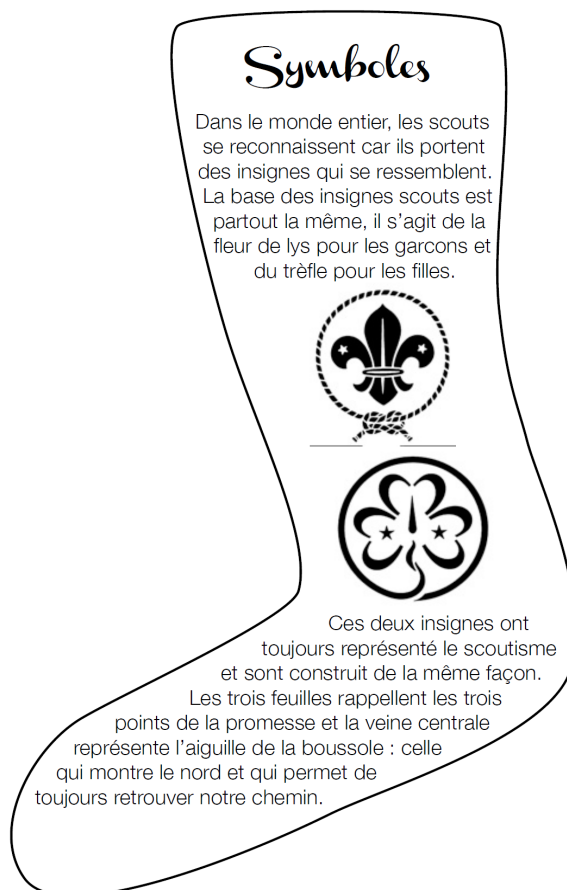 Symboles
Dans le monde entier, les scouts
se reconnaissent car ils portent
des insignes qui se ressemblent.
La base des insignes scouts est
partout la même, il s'agit de la
fleur de lys pour les garcons et
du trèfle pour les filles.
Ces deux insignes ont
toujours représenté le scoutisme
et sont construit de la même façon.
Les trois feuilles rappellent les trois
points de la promesse et la veine centrale
représente l'aiguille de la boussole : celle
qui montre le nord et qui permet de
toujours retrouver notre chemin.